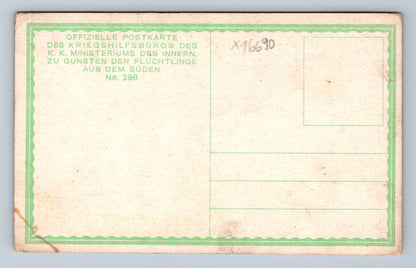 OFFIZIELLE POSTKARTE
DES KRIEGSHILFSBÜROS DES
K. K. MINISTERIUMS DES INNERN,
ZU GUNSTEN DER FLÜCHTLINGE
AUS DEM SÜDEN
NR. 298
X16690